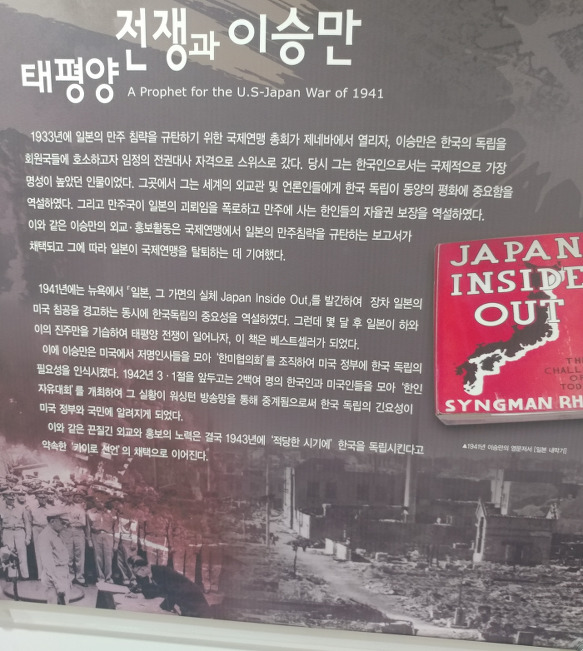 태평양 전쟁과 이승만
A Prophet for the U.S-Japan War of 1941
1933년에 일본의 만주 침략을 규탄하기 위한 국제연맹 총회가 제네바에서 열리자, 이승만은 한국의 독립을
회원국들에 호소하고자 임정의 전권대사 자격으로 스위스로 갔다. 당시 그는 한국인으로서는 국제적으로 가장
명성이 높았던 인물이었다. 그곳에서 그는 세계의 외교관 및 언론인들에게 한국 독립이 동양의 평화에 중요함을
역설하였다. 그리고 만주국이 일본의 괴뢰임을 폭로하고 만주에 사는 한인들의 자율권 보장을 역설하였다.
이와 같은 이승만의 외교·홍보활동은 국제연맹에서 일본의 만주침략을 규탄하는 보고서가
채택되고 그에 따라 일본이 국제연맹을 탈퇴하는 데 기여했다.
1941년에는 뉴욕에서 「일본, 그 가면의 실체 Japan Inside Out」를 발간하여 장차 일본의
미국 침공을 경고하는 동시에 한국독립의 중요성을 역설하였다. 그런데 몇 달 후 일본이 하와
이의 진주만을 기습하여 태평양 전쟁이 일어나자, 이 책은 베스트셀러가 되었다.
이에 이승만은 미국에서 저명인사들을 모아 '한미협의회'를 조직하여 미국 정부에 한국 독립의
필요성을 인식시켰다. 1942년 3·1절을 앞두고는 2백여 명의 한국인과 미국인들을 모아 '한인
자유대회'를 개최하여 그 실황이 워싱턴 방송망을 통해 중계됨으로써 한국 독립의 긴요성이
미국 정부와 국민에 알려지게 되었다.
이와 같은 끈질긴 외교와 홍보의 노력은 결국 1943년에 '적당한 시기에' 한국을 독립시킨다고
약속한 '카이로 선언'의 채택으로 이어진다.
JAPAN
INSIDE
OUT
THE
CHALL
OF
TOD
SYNGMAN RH
▲1941년 이승만의 영문저서 [일본 내막기]